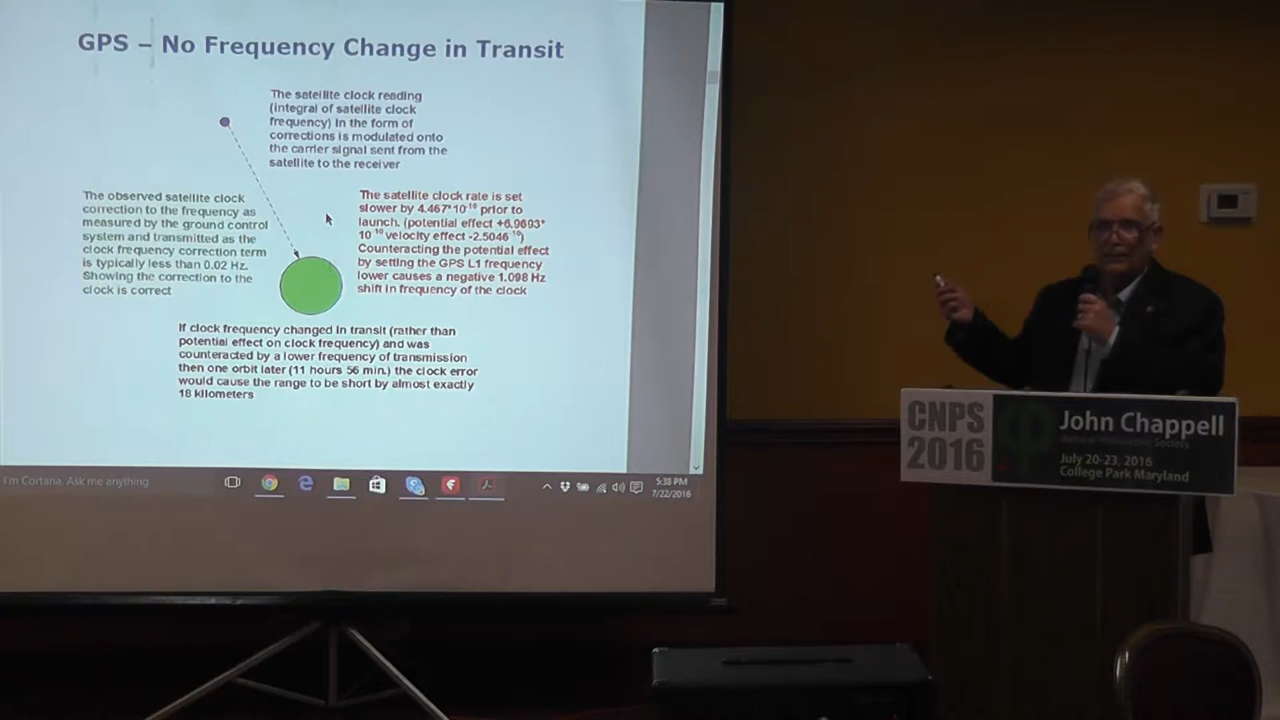 GPS – No Frequency Change in Transit
The satellite clock reading
(integral of satellite clock
frequency) in the form of
corrections is modulated onto
the carrier signal sent from the
satellite to the receiver
The observed satellite clock
correction to the frequency as
measured by the ground control
system and transmitted as the
clock frequency correction term
is typically less than 0.02 Hz.
Showing the correction to the
clock is correct
The satellite clock rate is set
slower by 4.467*10⁻¹⁰ prior to
launch. (potential effect +6.9693*
10⁻¹⁰ velocity effect -2.5046⁻¹⁰)
Counteracting the potential effect
by setting the GPS L1 frequency
lower causes a negative 1.098 Hz
shift in frequency of the clock
If clock frequency changed in transit (rather than
potential effect on clock frequency) and was
counteracted by a lower frequency of transmission
then one orbit later (11 hours 56 min.) the clock error
would cause the range to be short by almost exactly
18 kilometers
I'm Cortana. Ask me anything.
5:38 PM
7/22/2016
CNPS
2016
John Chappell
Natural Philosophy Society
July 20-23, 2016
College Park Maryland